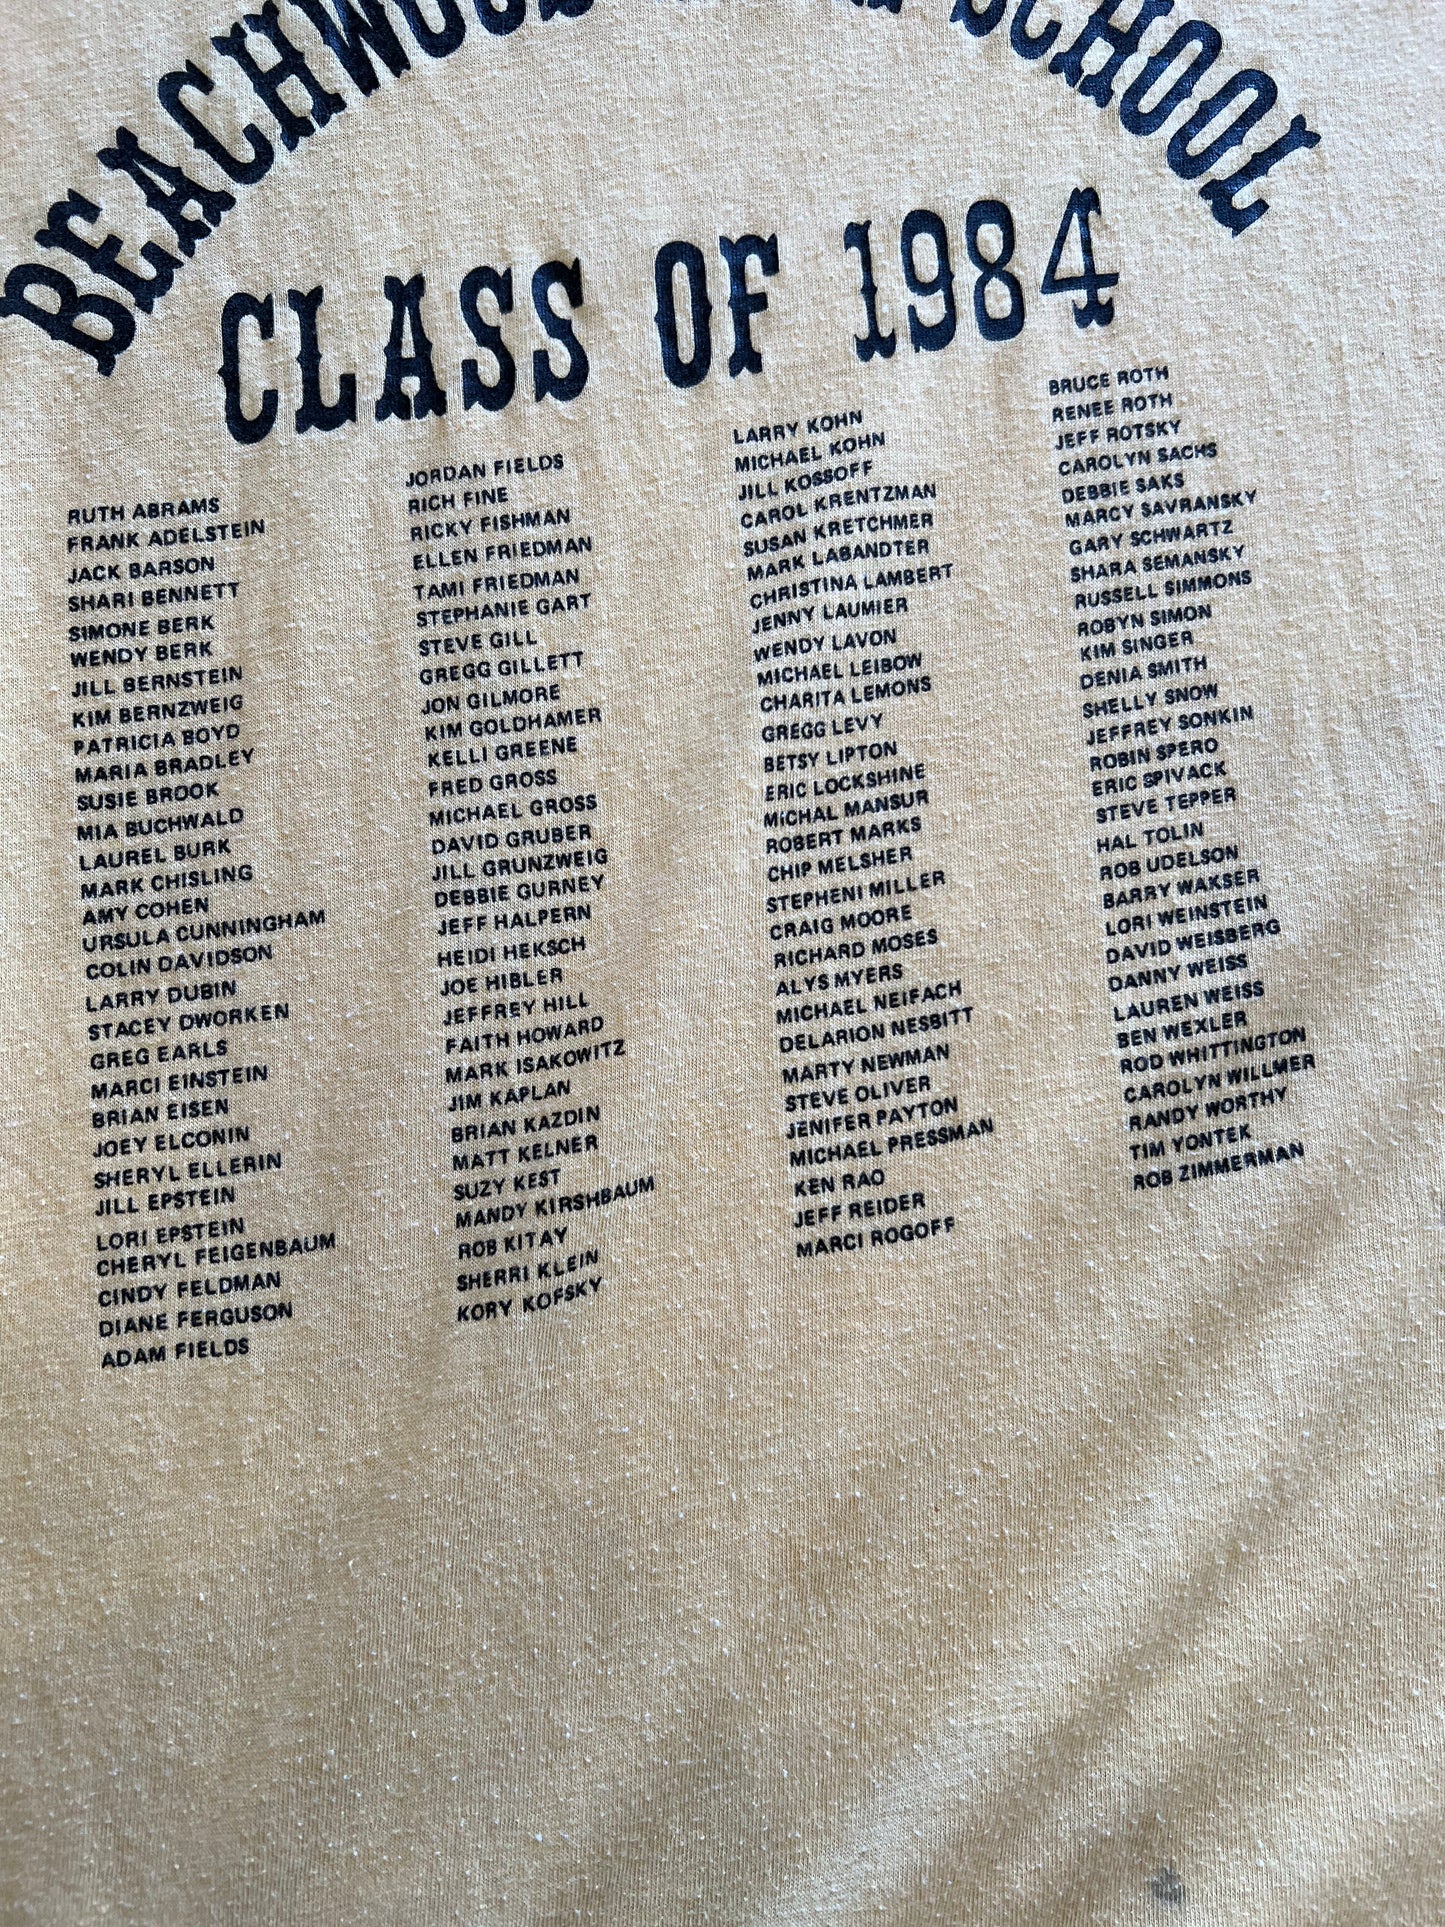 BEACHWOOD SCHOOL
CLASS OF 1984
RUTH ABRAMS
FRANK ADELSTEIN
JACK BARSON
SHARI BENNETT
SIMONE BERK
WENDY BERK
JILL BERNSTEIN
KIM BERNZWEIG
PATRICIA BOYD
MARIA BRADLEY
SUSIE BROOK
MIA BUCHWALD
LAUREL BURK
MARK CHISLING
AMY COHEN
URSULA CUNNINGHAM
COLIN DAVIDSON
LARRY DUBIN
STACEY DWORKEN
GREG EARLS
MARCI EINSTEIN
BRIAN EISEN
JOEY ELCONIN
SHERYL ELLERIN
JILL EPSTEIN
LORI EPSTEIN
CHERYL FEIGENBAUM
CINDY FELDMAN
DIANE FERGUSON
ADAM FIELDS
JORDAN FIELDS
RICH FINE
RICKY FISHMAN
ELLEN FRIEDMAN
TAMI FRIEDMAN
STEPHANIE GART
STEVE GILL
GREGG GILLETT
JON GILMORE
KIM GOLDHAMER
KELLI GREENE
FRED GROSS
MICHAEL GROSS
DAVID GRUBER
JILL GRUNZWEIG
DEBBIE GURNEY
JEFF HALPERN
HEIDI HEKSCH
JOE HIBLER
JEFFREY HILL
FAITH HOWARD
MARK ISAKOWITZ
JIM KAPLAN
BRIAN KAZDIN
MATT KELNER
SUZY KEST
MANDY KIRSHBAUM
ROB KITAY
SHERRI KLEIN
KORY KOFSKY
LARRY KOHN
MICHAEL KOHN
JILL KOSSOFF
CAROL KRENTZMAN
SUSAN KRETCHMER
MARK LABANDTER
CHRISTINA LAMBERT
JENNY LAUMIER
WENDY LAVON
MICHAEL LEIBOW
CHARITA LEMONS
GREGG LEVY
BETSY LIPTON
ERIC LOCKSHINE
MICHAL MANSUR
ROBERT MARKS
CHIP MELSHER
STEPHENI MILLER
CRAIG MOORE
RICHARD MOSES
ALYS MYERS
MICHAEL NEIFACH
DELARION NESBITT
MARTY NEWMAN
STEVE OLIVER
JENIFER PAYTON
MICHAEL PRESSMAN
KEN RAO
JEFF REIDER
MARCI ROGOFF
BRUCE ROTH
RENEE ROTH
JEFF ROTSKY
CAROLYN SACHS
DEBBIE SAKS
MARCY SAVRANSKY
GARY SCHWARTZ
SHARA SEMANSKY
RUSSELL SIMMONS
ROBYN SIMON
KIM SINGER
DENIA SMITH
SHELLY SNOW
JEFFREY SONKIN
ROBIN SPERO
ERIC SPIVACK
STEVE TEPPER
HAL TOLIN
ROB UDELSON
BARRY WAKSER
LORI WEINSTEIN
DAVID WEISBERG
DANNY WEISS
LAUREN WEISS
BEN WEXLER
ROD WHITTINGTON
CAROLYN WILLMER
RANDY WORTHY
TIM YONTEK
ROB ZIMMERMAN